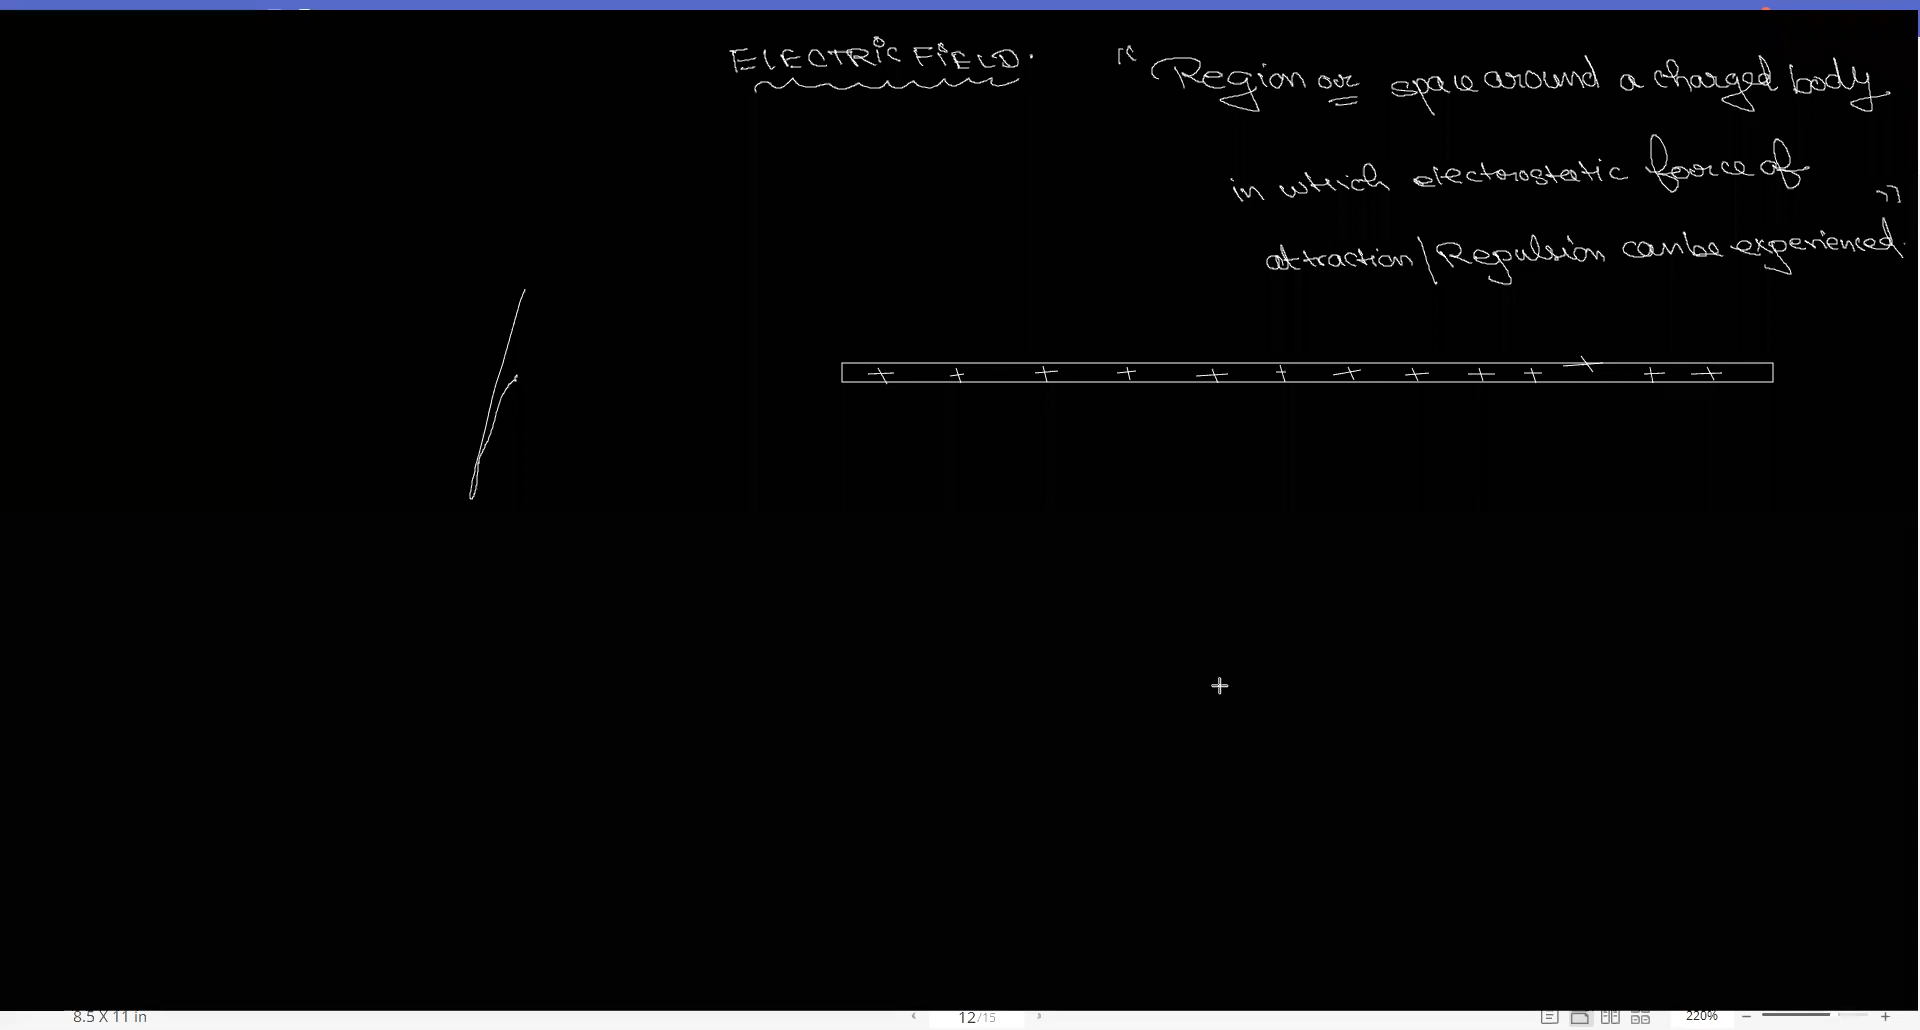 ELECTRIC FIELD.
“ Region or space around a charged body
in which electrostatic force of
attraction/Repulsion can be experienced. ”
+ + + + + + + + + + + + +
8.5 X 11 in
12/15
220%